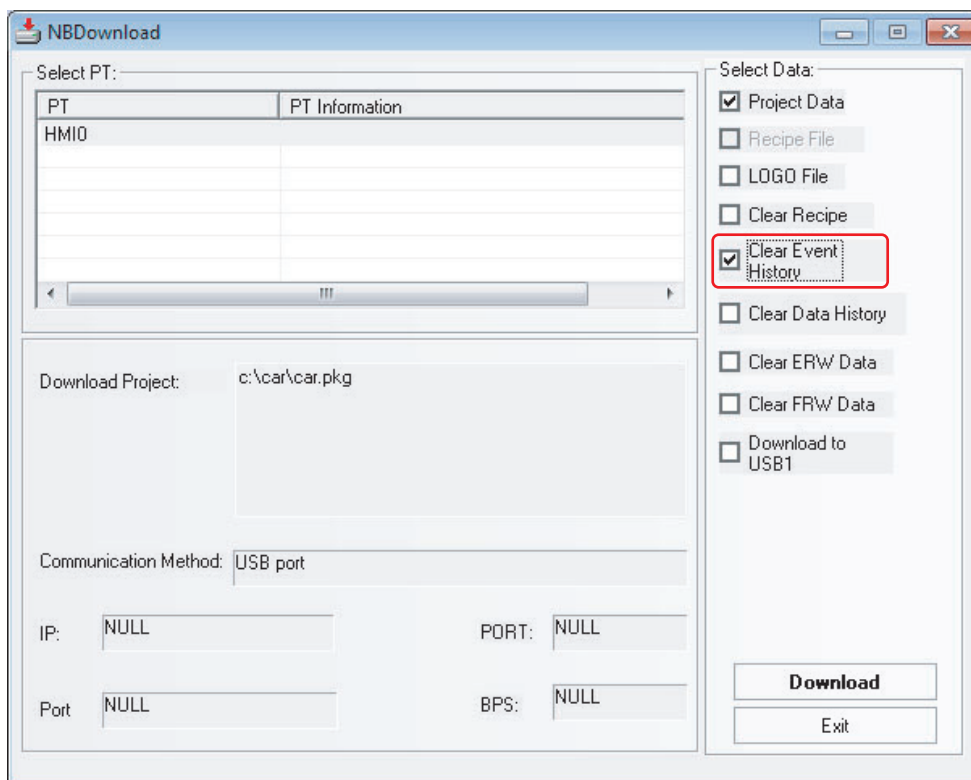 NBDownload
Select PT:
PT PT Information
HMI0
Download Project: c:\car\car.pkg
Communication Method: USB port
IP: NULL PORT: NULL
Port NULL BPS: NULL
Select Data:
Project Data
Recipe File
LOGO File
Clear Recipe
Clear Event
History
Clear Data History
Clear ERW Data
Clear FRW Data
Download to
USB1
Download
Exit